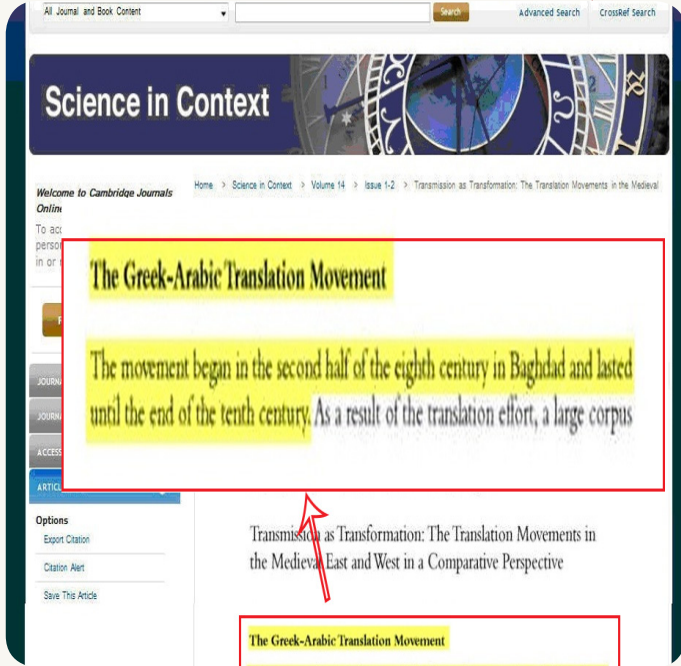 All Journal and Book Content
Search
Advanced Search
CrossRef Search
Science in Context
Home > Science in Context > Volume 14 > Issue 1-2 > Transmission as Transformation: The Translation Movements in the Medieval
Welcome to Cambridge Journals
Online
To
in or
The Greek-Arabic Translation Movement
The movement began in the second half of the eighth century in Baghdad and lasted
until the end of the tenth century. As a result of the translation effort, a large corpus
Options
Export Citation
Citation Alert
Save This Article
Transmission as Transformation: The Translation Movements in
the Medieval East and West in a Comparative Perspective
The Greek-Arabic Translation Movement